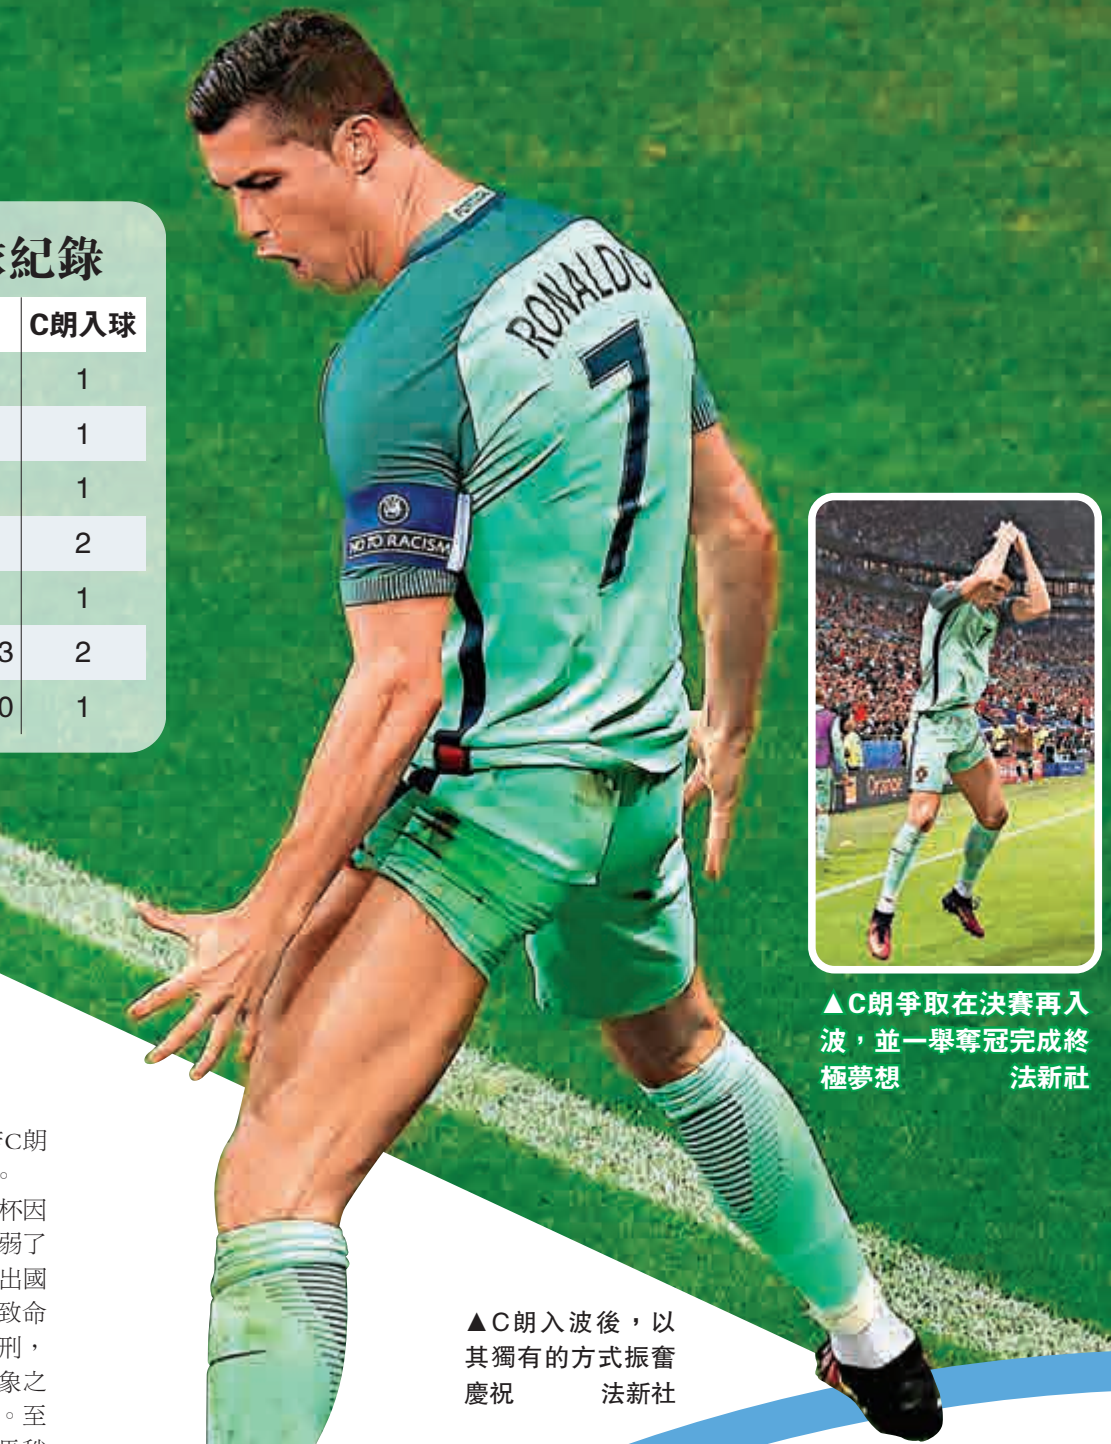 紀錄
C朗入球
1
1
1
2
1
3 2
0 1
PORTUGAL
RONALDO
7
NO TO RACISM
Orange
▲C朗爭取在決賽再入
波，並一舉奪冠完成終
極夢想 法新社
C朗
。
杯因
弱了
出國
致命
刑，
象之
。至
▲C朗入波後，以
其獨有的方式振奮
慶祝 法新社